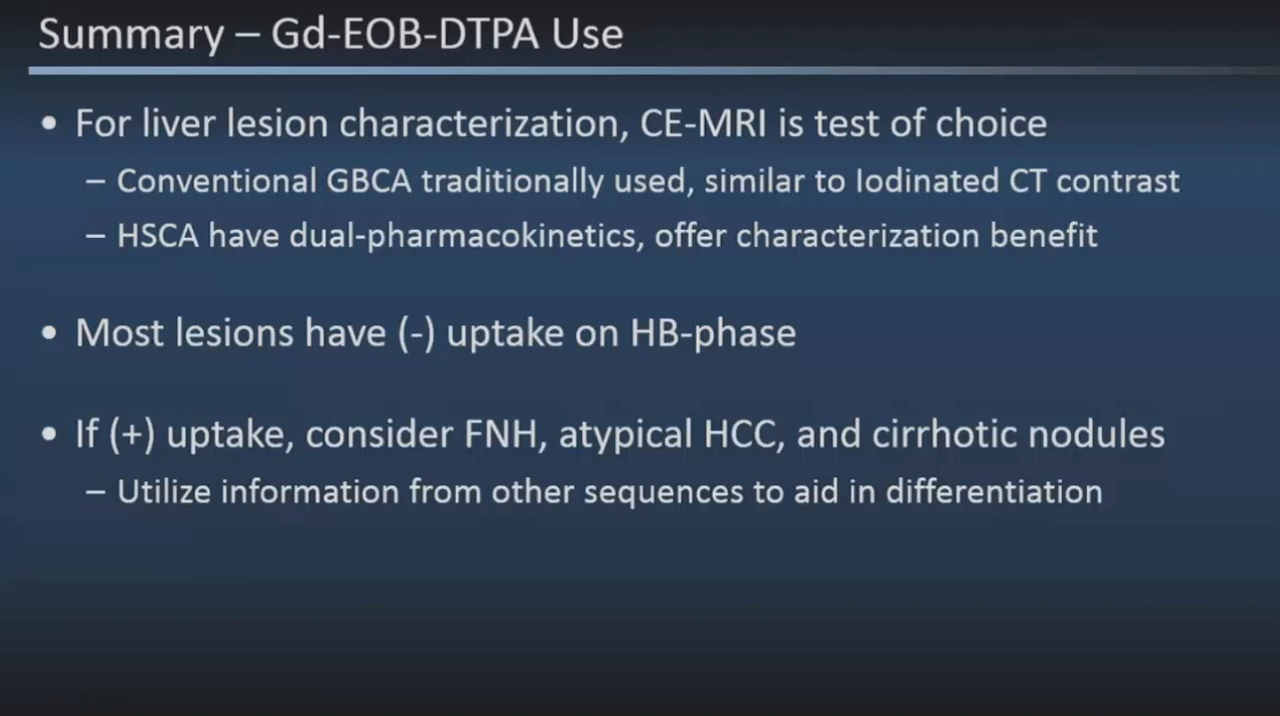 Summary – Gd-EOB-DTPA Use
• For liver lesion characterization, CE-MRI is test of choice
– Conventional GBCA traditionally used, similar to Iodinated CT contrast
– HSCA have dual-pharmacokinetics, offer characterization benefit
• Most lesions have (-) uptake on HB-phase
• If (+) uptake, consider FNH, atypical HCC, and cirrhotic nodules
– Utilize information from other sequences to aid in differentiation